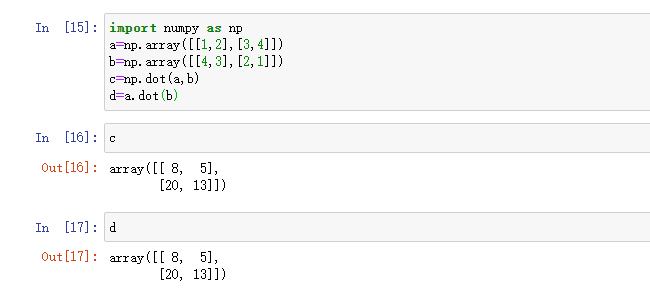 In [15]: import numpy as np
a=np.array([[1,2],[3,4]])
b=np.array([[4,3],[2,1]])
c=np.dot(a,b)
d=a.dot(b)
In [16]: c
Out[16]: array([[ 8,  5],
       [20, 13]])
In [17]: d
Out[17]: array([[ 8,  5],
       [20, 13]])